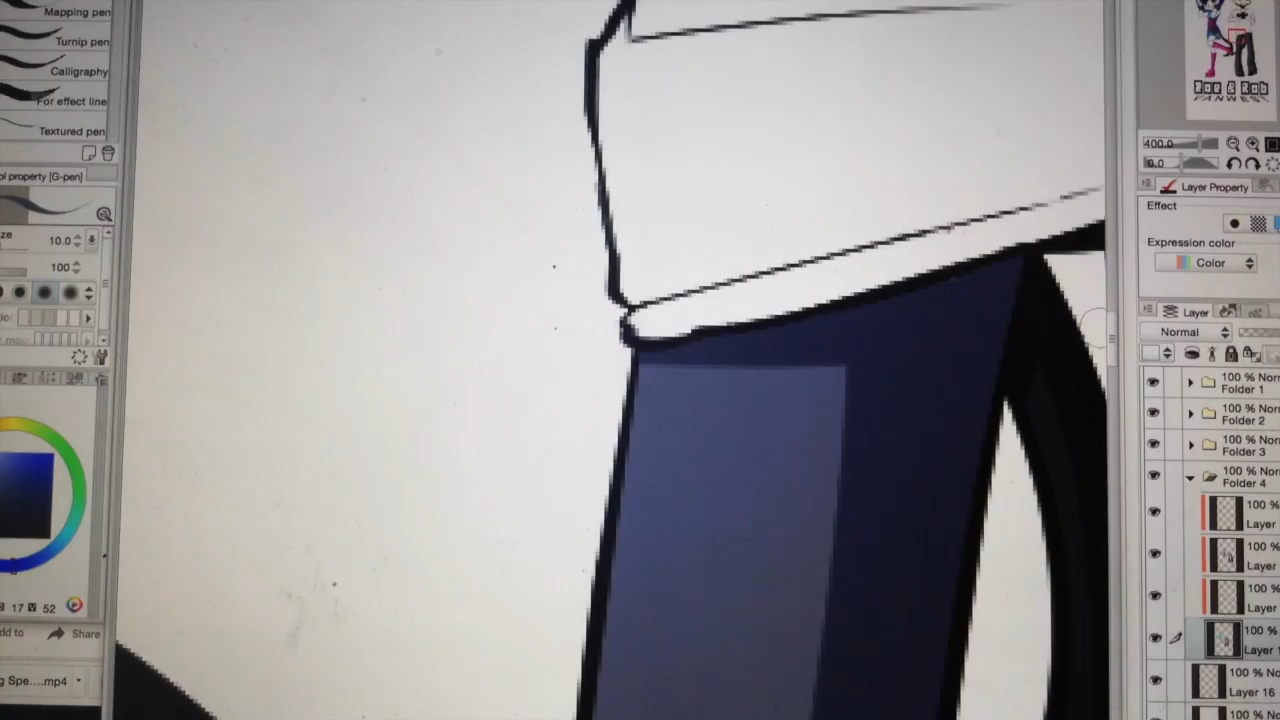 Mapping pen
Turnip pen
Calligraphy
For effect line
Textured pen
ol property [G-pen]
ze
10.0
100
17
52
dd to
Share
g Spe....mp4
400.0
0.0
Layer Property
Effect
Expression color
Color
Layer
Normal
100 % Nor
Folder 1
100 % Nor
Folder 2
100 % Nor
Folder 3
100 % Nor
Folder 4
100 %
Layer
100 %
Layer
100 %
Layer
100 %
Layer 1
100 % No
Layer 16
100 % Nor